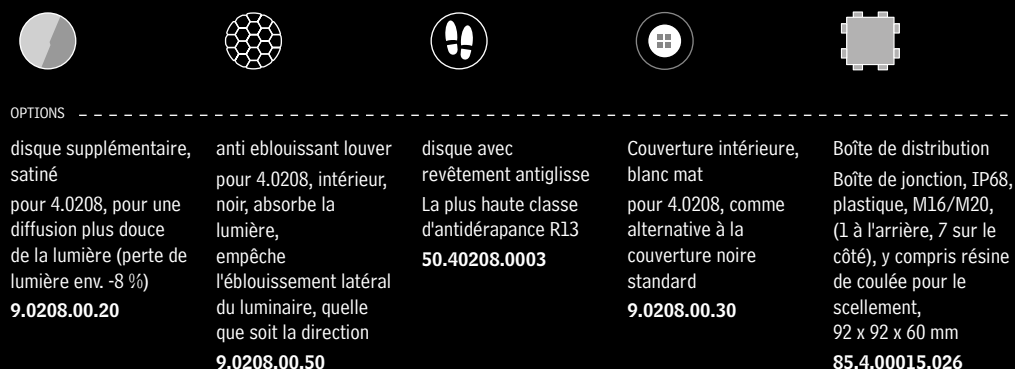 OPTIONS
disque supplémentaire,
satiné
pour 4.0208, pour une
diffusion plus douce
de la lumière (perte de
lumière env. -8 %)
9.0208.00.20
anti eblouissant louver
pour 4.0208, intérieur,
noir, absorbe la
lumière,
empêche
l'éblouissement latéral
du luminaire, quelle
que soit la direction
9.0208.00.50
disque avec
revêtement antiglisse
La plus haute classe
d'antidérapance R13
50.40208.0003
Couverture intérieure,
blanc mat
pour 4.0208, comme
alternative à la
couverture noire
standard
9.0208.00.30
Boîte de distribution
Boîte de jonction, IP68,
plastique, M16/M20,
(1 à l'arrière, 7 sur le
côté), y compris résine
de coulée pour le
scellement,
92 x 92 x 60 mm
85.4.00015.026